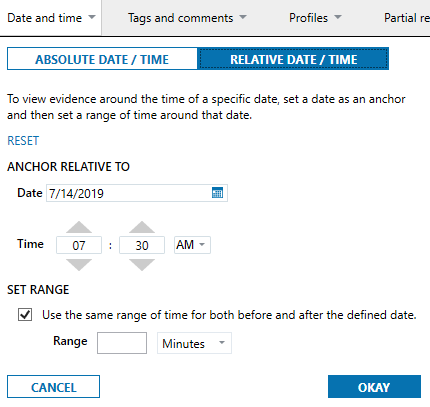 Date and time Tags and comments Profiles Partial re
ABSOLUTE DATE / TIME RELATIVE DATE / TIME
To view evidence around the time of a specific date, set a date as an anchor
and then set a range of time around that date.
RESET
ANCHOR RELATIVE TO
Date 7/14/2019
Time 07 : 30 AM
SET RANGE
Use the same range of time for both before and after the defined date.
Range Minutes
CANCEL OKAY